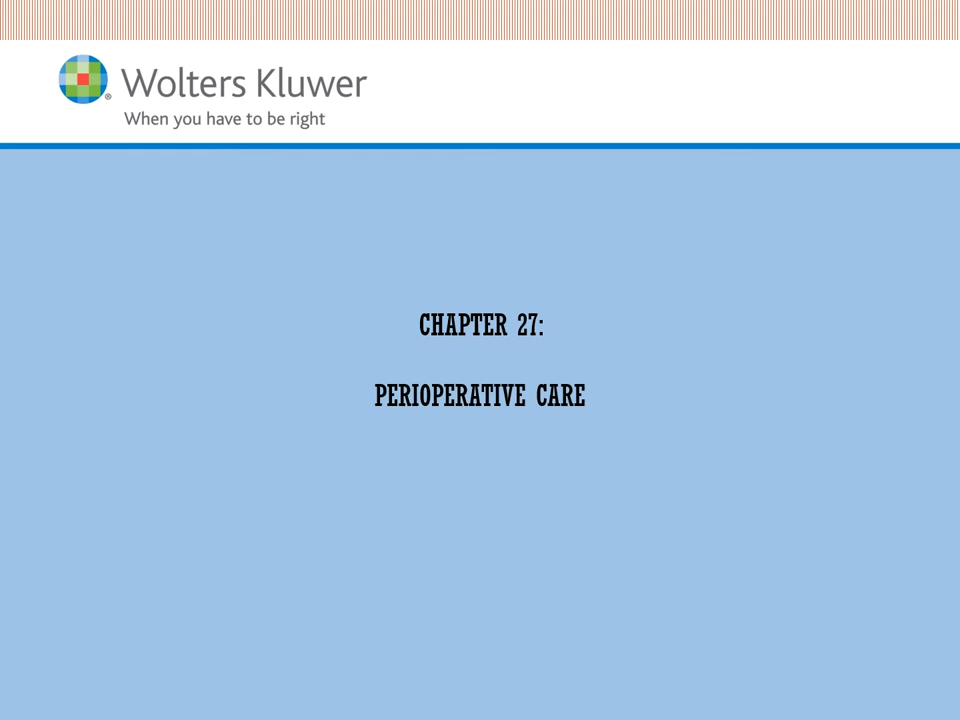 Wolters Kluwer
®
When you have to be right
CHAPTER 27:
PERIOPERATIVE CARE